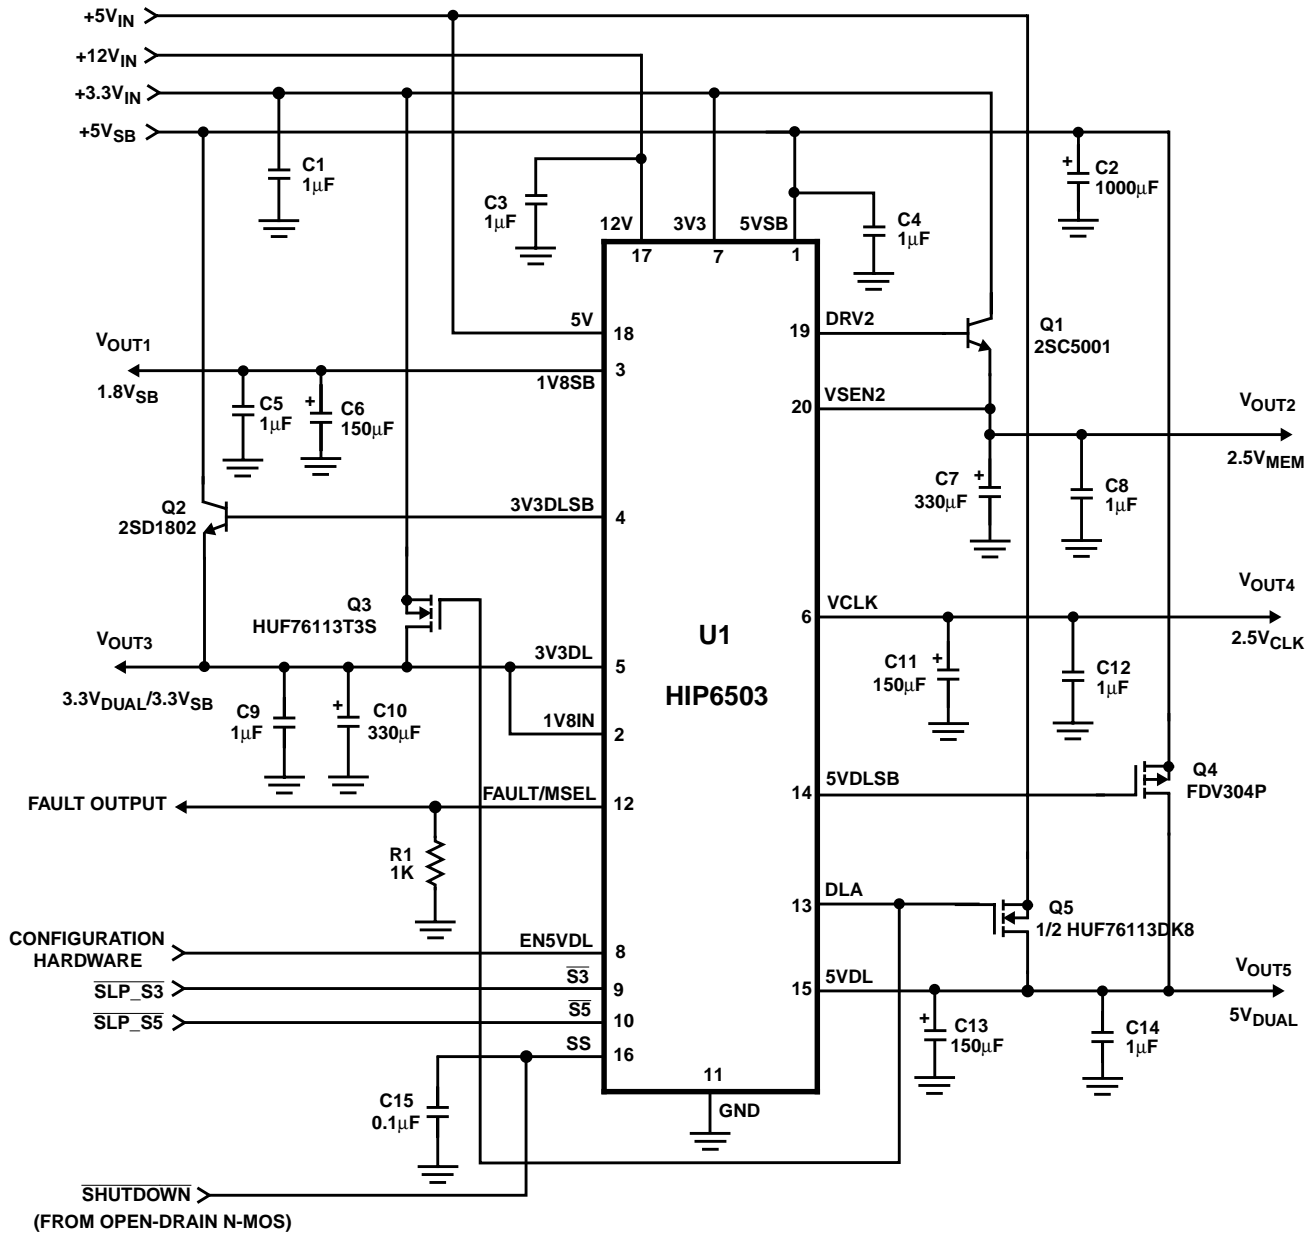 +5VIN
+12VIN
+3.3VIN
+5VSB
C1
1μF
C3
1μF
C4
1μF
C2
1000μF
12V
3V3
5VSB
17
7
1
5V
18
19
DRV2
Q1
2SC5001
VOUT1
1.8VSB
1V8SB
3
C5
1μF
C6
150μF
20
VSEN2
VOUT2
2.5VMEM
C7
330μF
C8
1μF
Q2
2SD1802
3V3DLSB
4
Q3
HUF76113T3S
U1
HIP6503
6
VCLK
VOUT4
2.5VCLK
VOUT3
3.3VDUAL/3.3VSB
3V3DL
5
C11
150μF
C12
1μF
C9
1μF
C10
330μF
1V8IN
2
FAULT OUTPUT
FAULT/MSEL
12
14
5VDLSB
Q4
FDV304P
R1
1K
13
DLA
Q5
1/2 HUF76113DK8
CONFIGURATION
HARDWARE
EN5VDL
8
SLP_S3
S3
9
SLP_S5
S5
10
15
5VDL
VOUT5
5VDUAL
SS
16
C13
150μF
C14
1μF
C15
0.1μF
11
GND
SHUTDOWN
(FROM OPEN-DRAIN N-MOS)